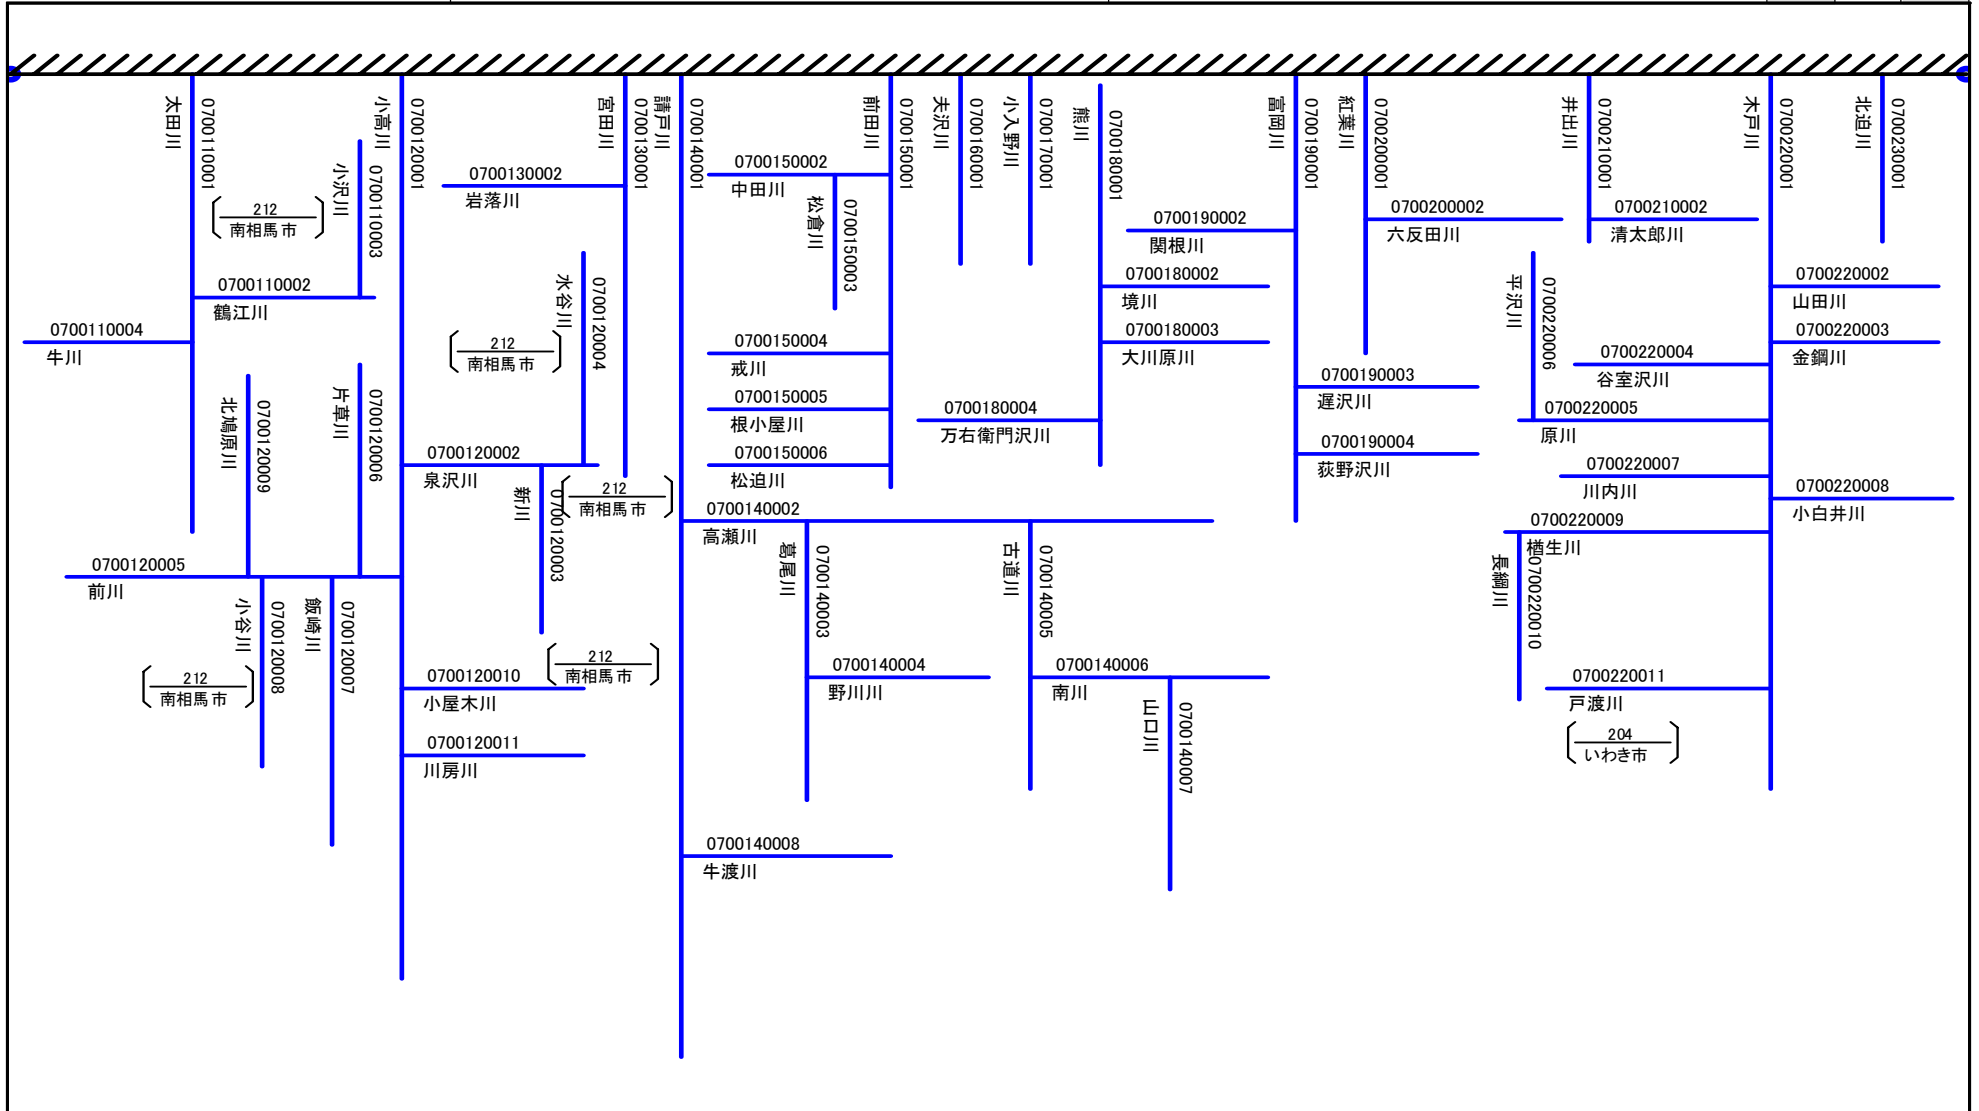 太田川
0700110001
小沢川
0700110003
212
南相馬市
0700110002
鶴江川
0700110004
牛川
小高川
0700120001
北鳩原川
0700120009
片草川
0700120006
0700120005
前川
小谷川
0700120008
飯崎川
0700120007
212
南相馬市
0700120002
泉沢川
水谷川
0700120004
212
南相馬市
新川
0700120003
212
南相馬市
0700120010
小屋木川
0700120011
川房川
宮田川
0700130001
0700130002
岩落川
212
南相馬市
請戸川
0700140001
0700140002
高瀬川
葛尾川
0700140003
0700140004
野川川
古道川
0700140005
0700140006
南川
山口川
0700140007
0700140008
牛渡川
前田川
0700150001
0700150002
中田川
松倉川
0700150003
0700150004
戎川
0700150005
根小屋川
0700150006
松迫川
夫沢川
0700160001
小入野川
0700170001
熊川
0700180001
0700180002
境川
0700180003
大川原川
0700180004
万右衛門沢川
富岡川
0700190001
0700190002
関根川
0700190003
遅沢川
0700190004
荻野沢川
紅葉川
0700200001
0700200002
六反田川
井出川
0700210001
0700210002
清太郎川
木戸川
0700220001
0700220002
山田川
0700220003
金鋼川
0700220004
谷室沢川
0700220005
原川
平沢川
0700220006
0700220007
川内川
0700220008
小白井川
0700220009
楢生川
長綱川
0700220010
0700220011
戸渡川
204
いわき市
北迫川
0700230001